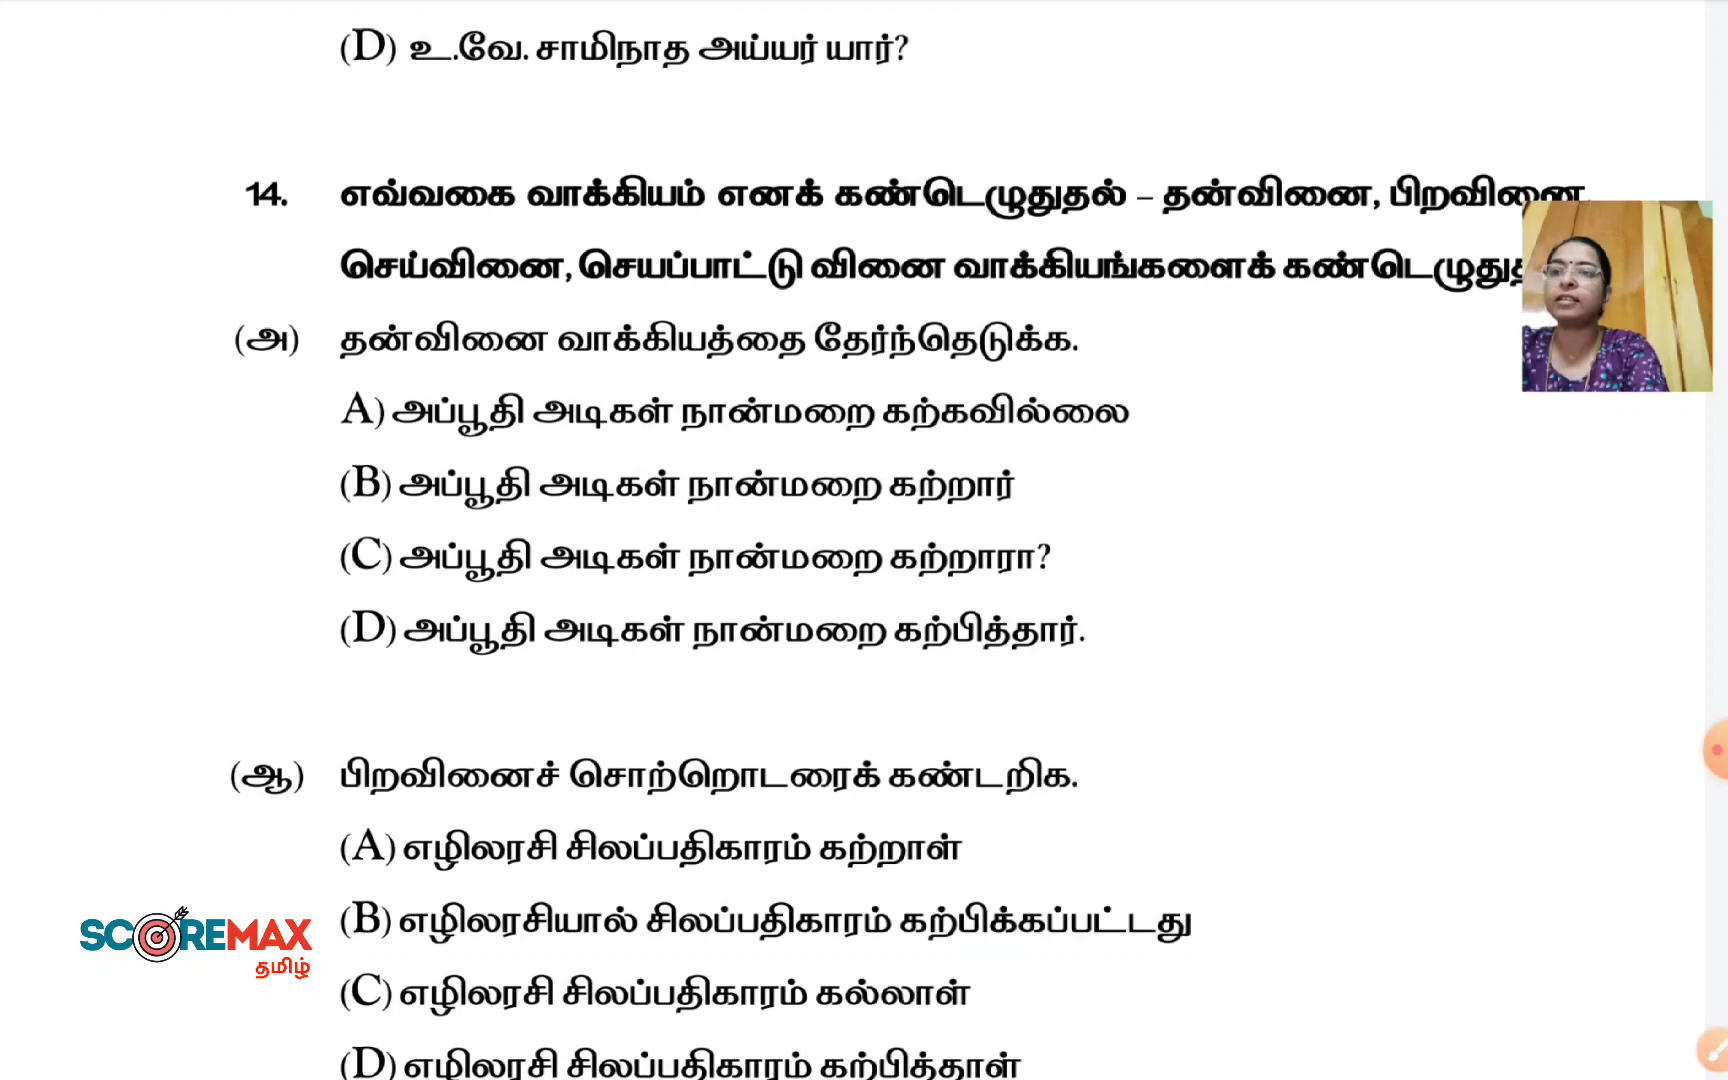 (D) உ.வே. சாமிநாத அய்யர் யார்?
14. எவ்வகை வாக்கியம் எனக் கண்டெழுதுதல் – தன்வினை, பிறவினை,
செய்வினை, செயப்பாட்டு வினை வாக்கியங்களைக்
(அ) தன்வினை வாக்கியத்தை தேர்ந்தெடுக்க.
A) அப்பூதி அடிகள் நான்மறை கற்கவில்லை
(B) அப்பூதி அடிகள் நான்மறை கற்றார்
(C) அப்பூதி அடிகள் நான்மறை கற்றாரா?
(D) அப்பூதி அடிகள் நான்மறை கற்பித்தார்.
(ஆ) பிறவினைச் சொற்றொடரைக் கண்டறிக.
(A) எழிலரசி சிலப்பதிகாரம் கற்றாள்
(B) எழிலரசியால் சிலப்பதிகாரம் கற்பிக்கப்பட்டது
(C) எழிலரசி சிலப்பதிகாரம் கல்லாள்
(D) எழிலரசி சிலப்பதிகாரம் கற்பித்தாள்
SCOREMAX
தமிழ்